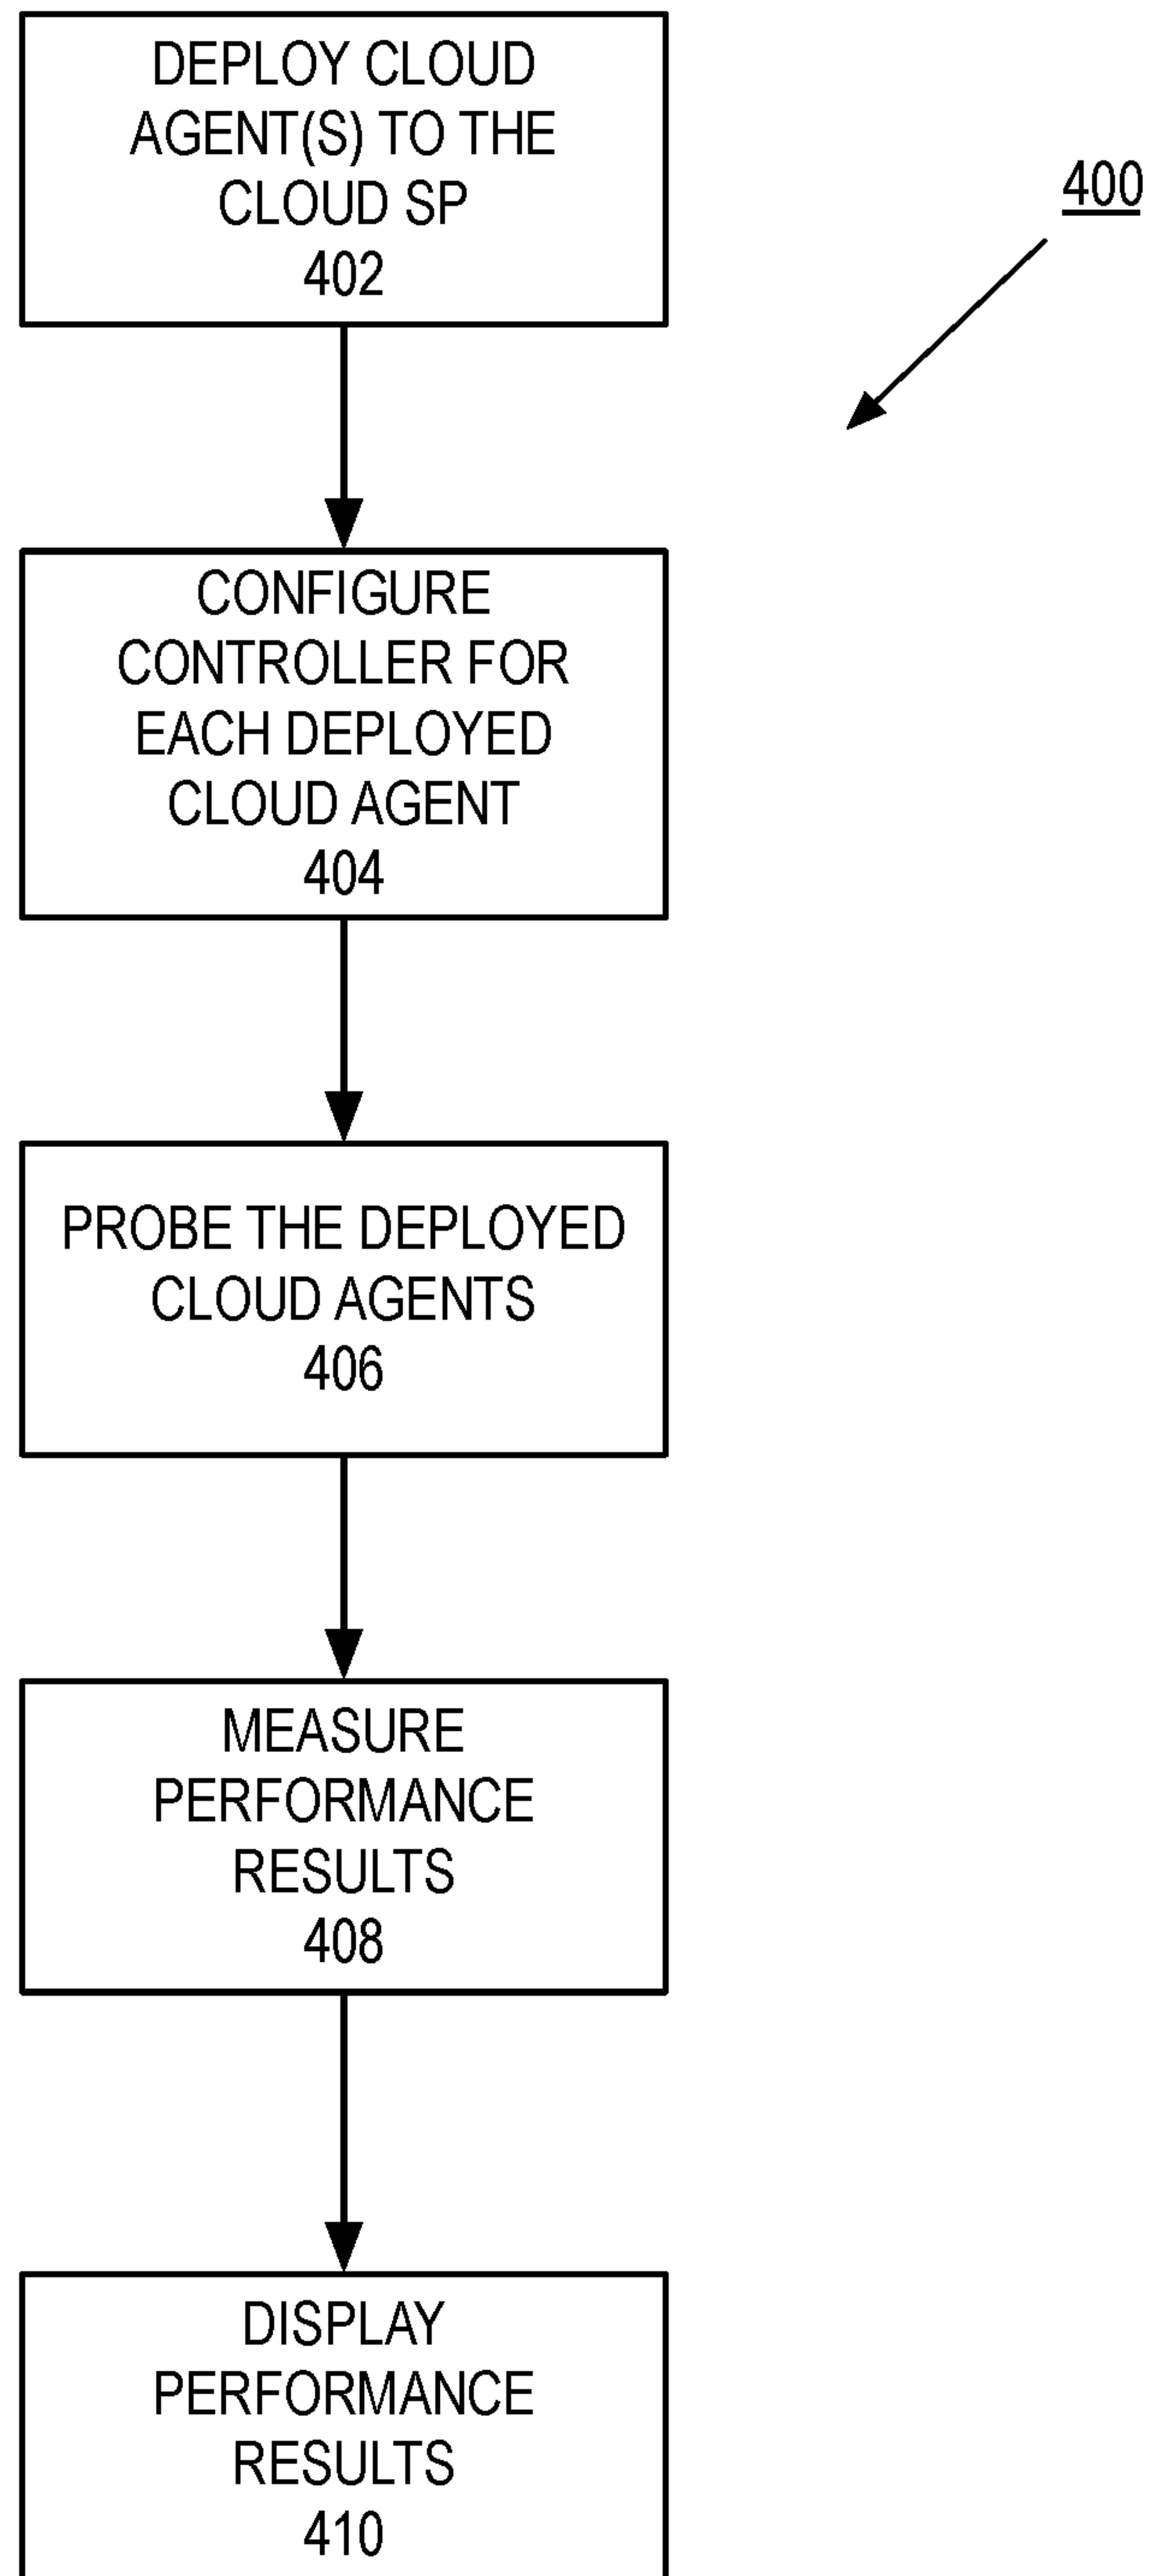 DEPLOY CLOUD
AGENT(S) TO THE
CLOUD SP
402
400
CONFIGURE
CONTROLLER FOR
EACH DEPLOYED
CLOUD AGENT
404
PROBE THE DEPLOYED
CLOUD AGENTS
406
MEASURE
PERFORMANCE
RESULTS
408
DISPLAY
PERFORMANCE
RESULTS
410